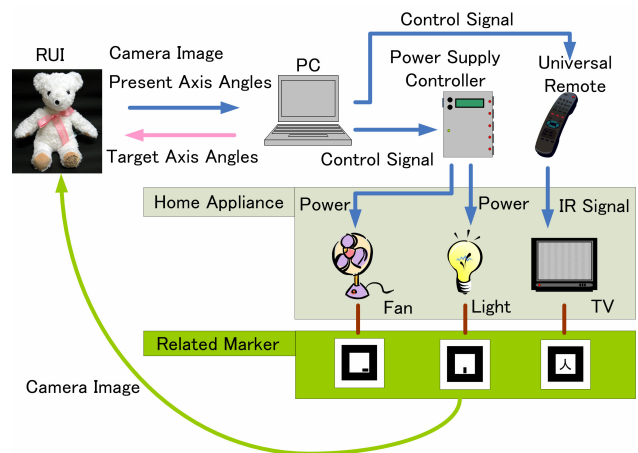 Control Signal
RUI
Camera Image
Present Axis Angles
PC
Power Supply
Controller
Universal
Remote
Target Axis Angles
Control Signal
Home Appliance
Power
Power
IR Signal
Fan
Light
TV
Related Marker
人
Camera Image